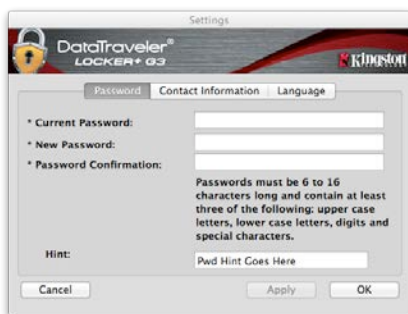 Settings
DataTraveler®
LOCKER+ G3
Kingston
Password Contact Information Language
* Current Password:
* New Password:
* Password Confirmation:
Passwords must be 6 to 16
characters long and contain at least
three of the following: upper case
letters, lower case letters, digits and
special characters.
Hint: Pwd Hint Goes Here
Cancel Apply OK